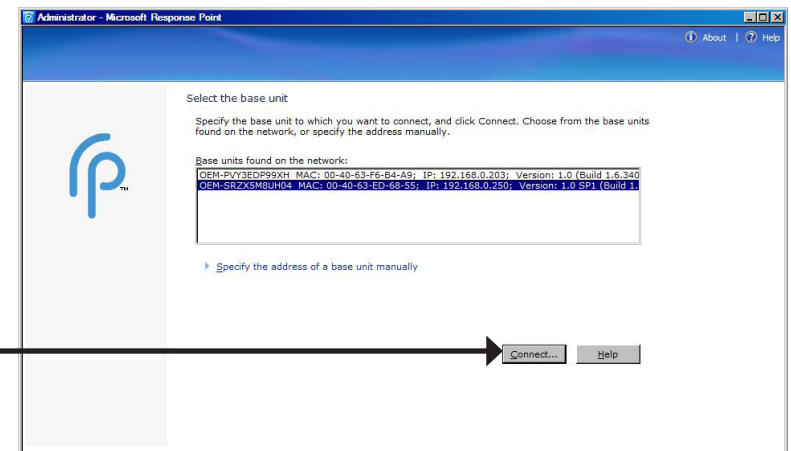 Administrator - Microsoft Response Point
About | Help
Select the base unit
Specify the base unit to which you want to connect, and click Connect. Choose from the base units
found on the network, or specify the address manually.
Base units found on the network:
OEM-PVY3EDP99XH MAC: 00-40-63-F6-B4-A9; IP: 192.168.0.203; Version: 1.0 (Build 1.6.340
OEM-SRZX5M8UH04 MAC: 00-40-63-ED-68-55; IP: 192.168.0.250; Version: 1.0 SP1 (Build 1.
rp TM
Specify the address of a base unit manually
Connect... Help